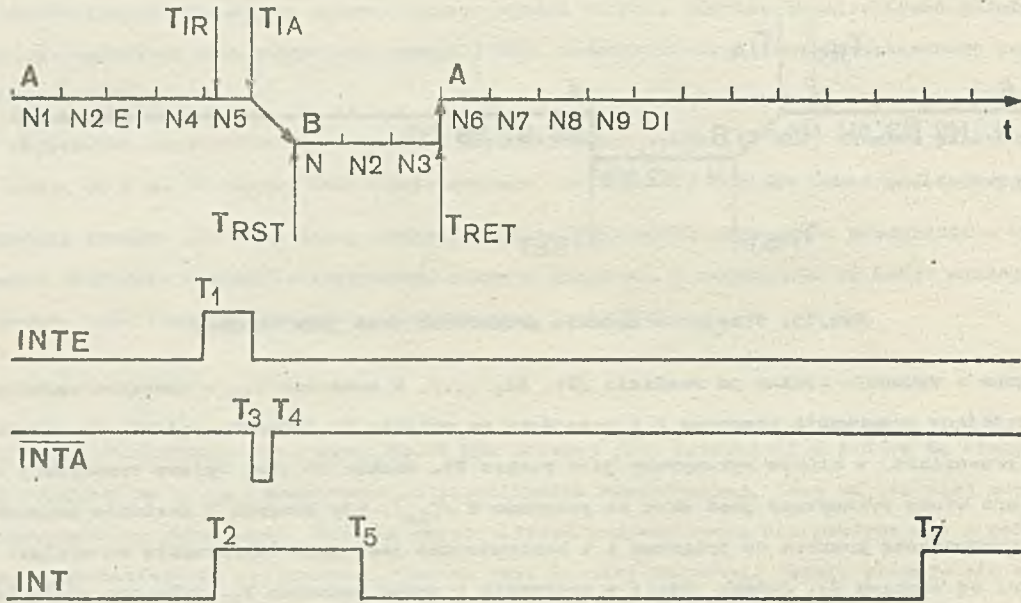 T_IR T_IA
A A
N1 N2 EI N4 N5 B N6 N7 N8 N9 DI t
N N2 N3
T_RST T_RET
T_1
INTE
T_3 T_4
INTA
T_2 T_5 T_7
INT